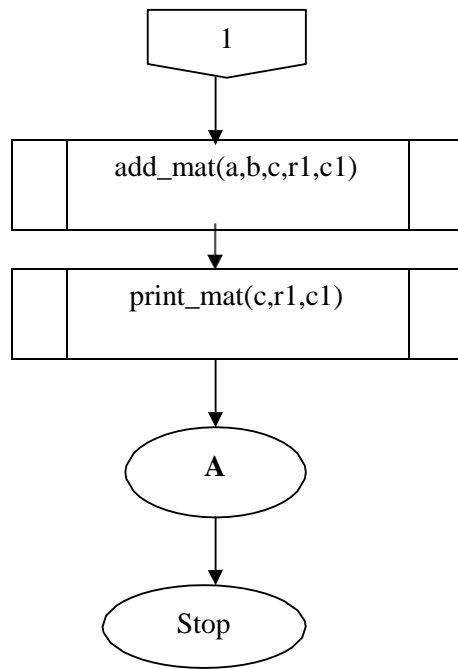 1
add_mat(a,b,c,r1,c1)
print_mat(c,r1,c1)
A
Stop